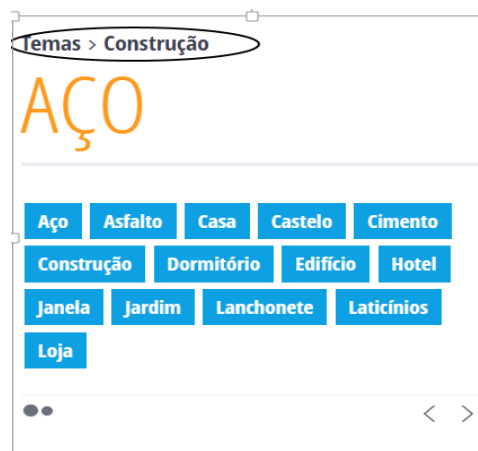 Temas > Construção
AÇO
Aço Asfalto Casa Castelo Cimento
Construção Dormitório Edifício Hotel
Janela Jardim Lanchonete Laticínios
Loja